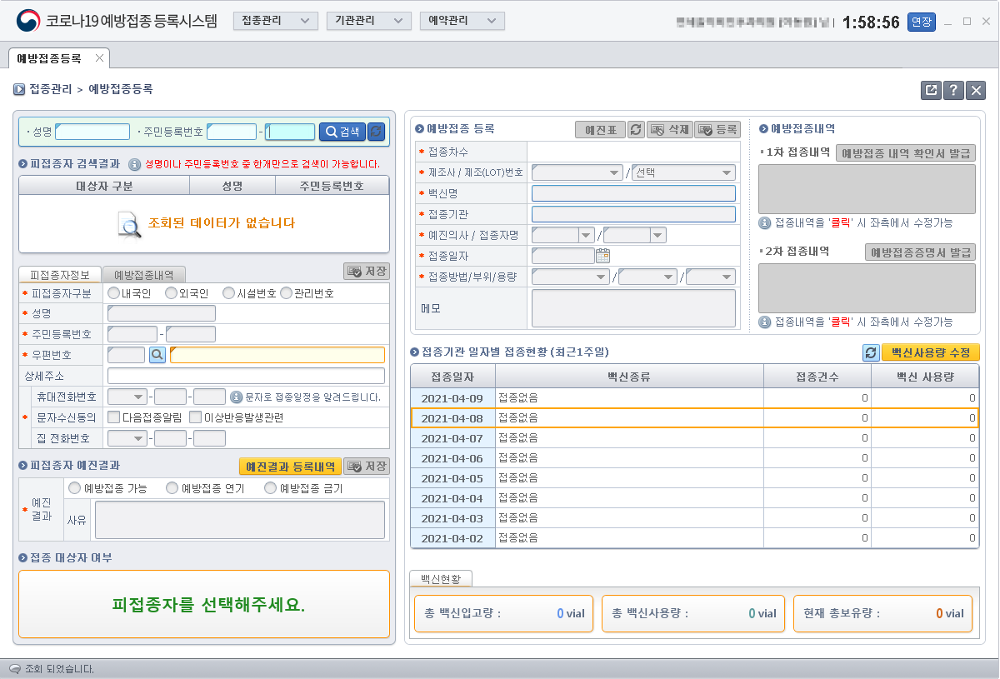 코로나19 예방접종 등록시스템 접종관리 기관관리 예약관리 1:58:56 연장
예방접종등록
접종관리 > 예방접종등록
· 성명 · 주민등록번호 - 검색
피접종자 검색결과 성명이나 주민등록번호 중 한개만으로 검색이 가능합니다.
대상자 구분 성명 주민등록번호
조회된 데이터가 없습니다
피접종자정보 예방접종내역 저장
* 피접종자구분 내국인 외국인 시설번호 관리번호
* 성명
* 주민등록번호 -
* 우편번호
상세주소
휴대전화번호 - - 문자로 접종일정을 알려드립니다.
* 문자수신동의 다음접종알림 이상반응발생관련
집 전화번호 - -
피접종자 예진결과 예진결과 등록내역 저장
* 예진
결과
예방접종 가능 예방접종 연기 예방접종 금기
사유
접종 대상자 여부
피접종자를 선택해주세요.
예방접종 등록 예진표 삭제 등록
* 접종차수
* 제조사 / 제조(LOT)번호 / 선택
* 백신명
* 접종기관
* 예진의사 / 접종자명 /
* 접종일자
* 접종방법/부위/용량 / /
메모
예방접종내역
1차 접종내역 예방접종 내역 확인서 발급
접종내역을 '클릭' 시 좌측에서 수정가능
2차 접종내역 예방접종증명서 발급
접종내역을 '클릭' 시 좌측에서 수정가능
접종기관 일자별 접종현황 (최근1주일) 백신사용량 수정
접종일자 백신종류 접종건수 백신 사용량
2021-04-09 접종없음 0 0
2021-04-08 접종없음 0 0
2021-04-07 접종없음 0 0
2021-04-06 접종없음 0 0
2021-04-05 접종없음 0 0
2021-04-04 접종없음 0 0
2021-04-03 접종없음 0 0
2021-04-02 접종없음 0 0
백신현황
총 백신입고량 : 0 vial 총 백신사용량 : 0 vial 현재 총보유량 : 0 vial
조회 되었습니다.